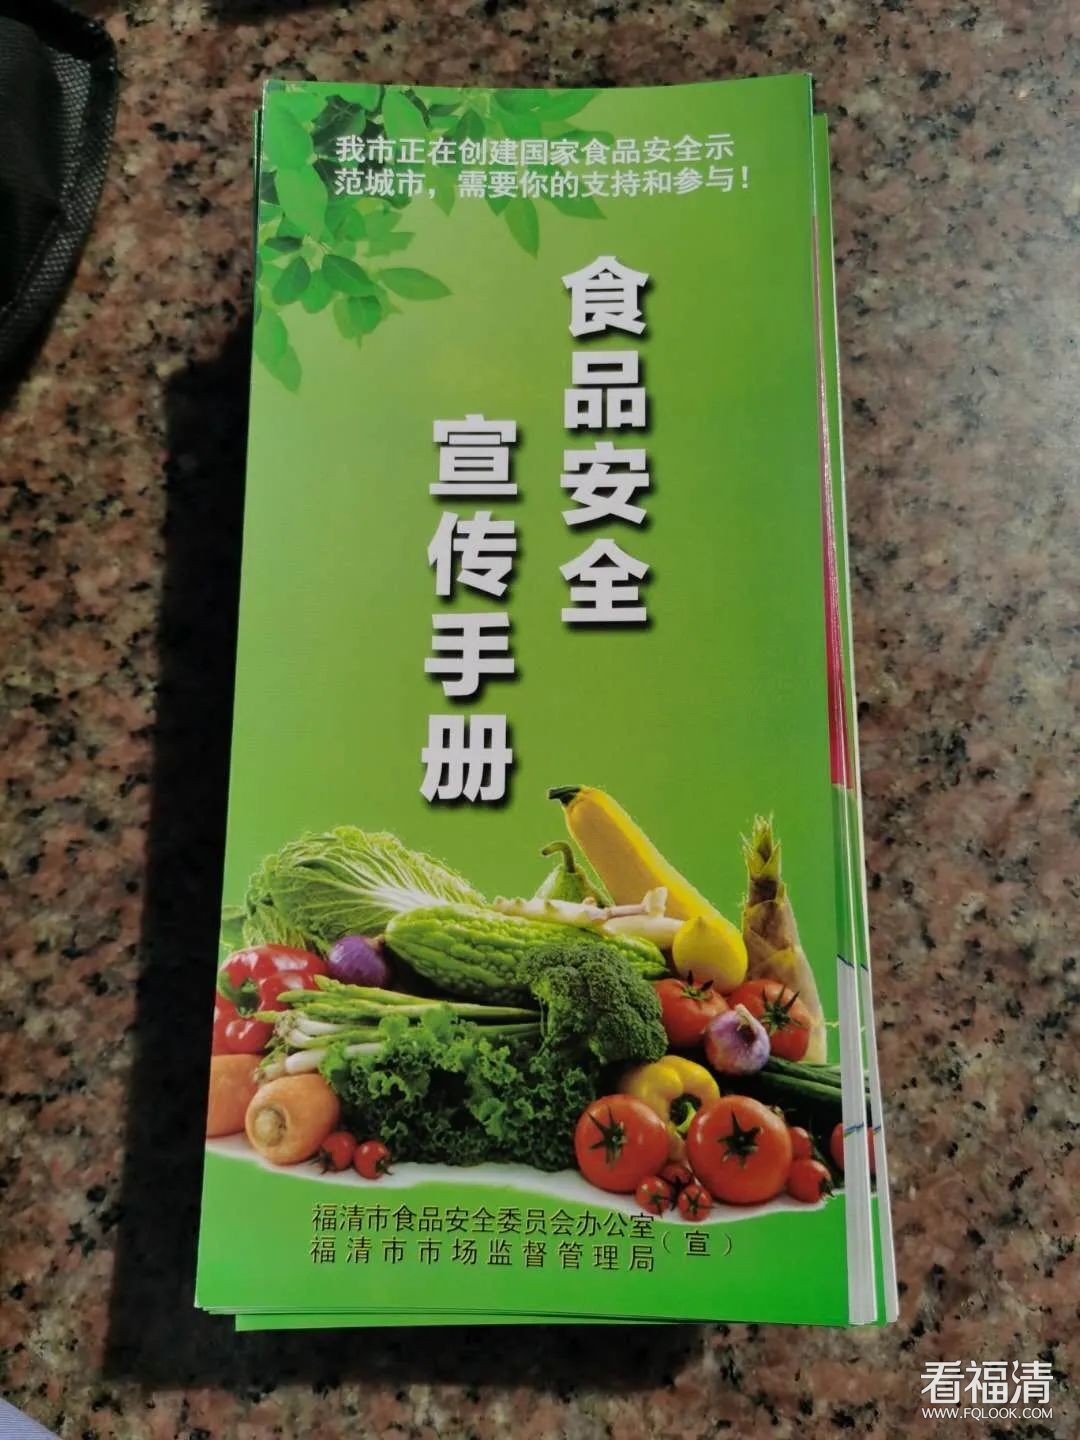 我市正在创建国家食品安全示
范城市，需要你的支持和参与！
食品安全
宣传手册
福清市食品安全委员会办公室
福清市市场监督管理局
（宣）
看福清
WWW.FQLOOK.COM